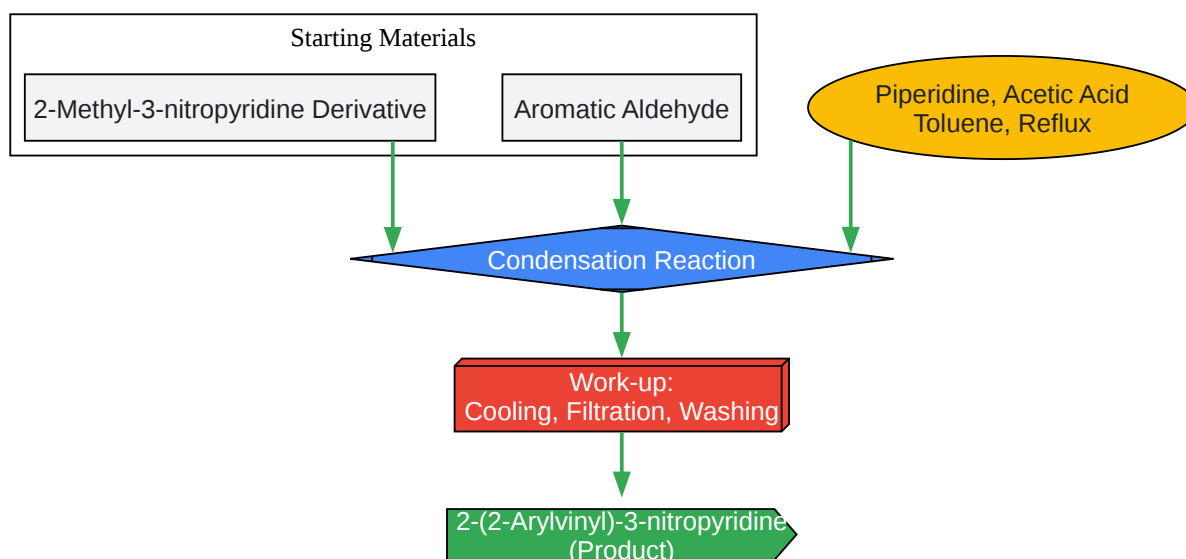 Starting Materials
2-Methyl-3-nitropyridine Derivative
Aromatic Aldehyde
Piperidine, Acetic Acid
Toluene, Reflux
Condensation Reaction
Work-up:
Cooling, Filtration, Washing
2-(2-Arylvinyl)-3-nitropyridine
(Product)